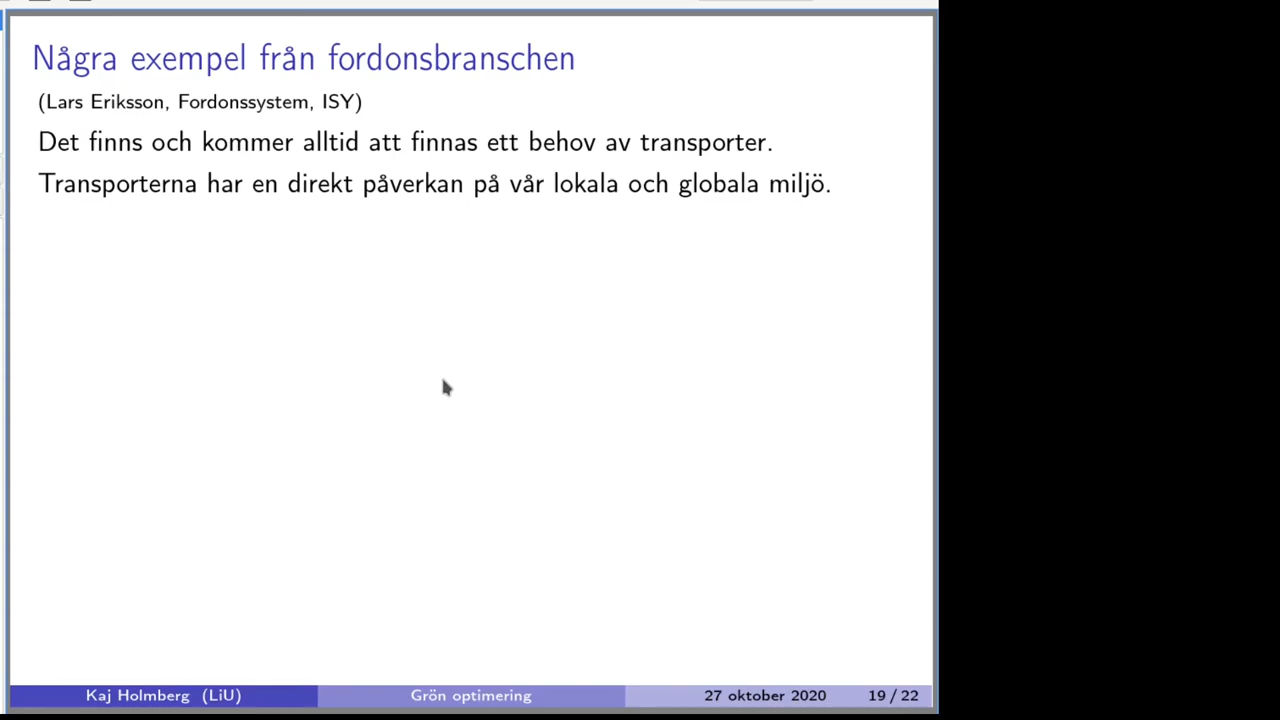 Några exempel från fordonsbranschen
(Lars Eriksson, Fordonssystem, ISY)
Det finns och kommer alltid att finnas ett behov av transporter.
Transporterna har en direkt påverkan på vår lokala och globala miljö.
Kaj Holmberg (LiU) Grön optimering 27 oktober 2020 19 / 22